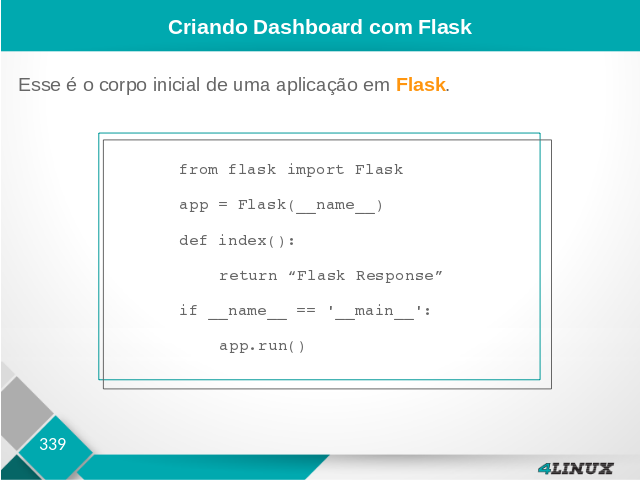 Criando Dashboard com Flask
Esse é o corpo inicial de uma aplicação em Flask.
from flask import Flask
app = Flask(__name__)
def index():
    return “Flask Response”
if __name__ == '__main__':
    app.run()
339
4LINUX